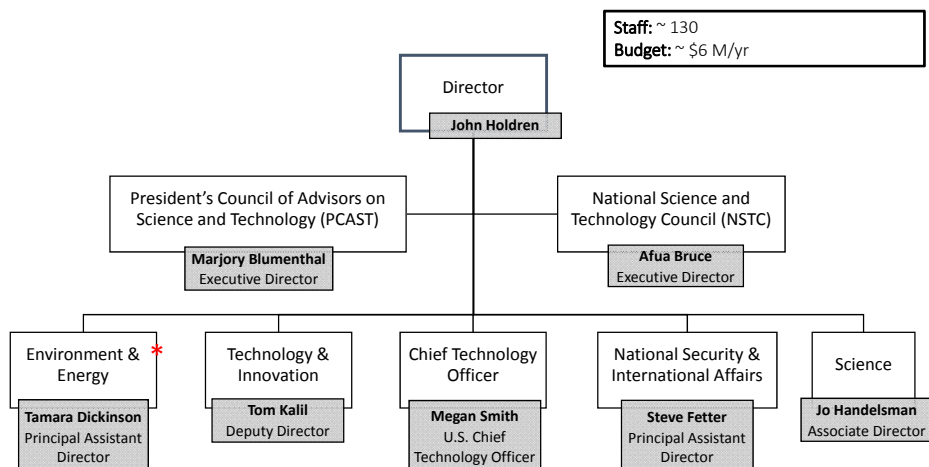 Staff: ~ 130
Budget: ~ $6 M/yr
Director
John Holdren
President’s Council of Advisors on
Science and Technology (PCAST)
Marjory Blumenthal
Executive Director
National Science and
Technology Council (NSTC)
Afua Bruce
Executive Director
Environment & *
Energy
Tamara Dickinson
Principal Assistant
Director
Technology &
Innovation
Tom Kalil
Deputy Director
Chief Technology
Officer
Megan Smith
U.S. Chief
Technology Officer
National Security &
International Affairs
Steve Fetter
Principal Assistant
Director
Science
Jo Handelsman
Associate Director